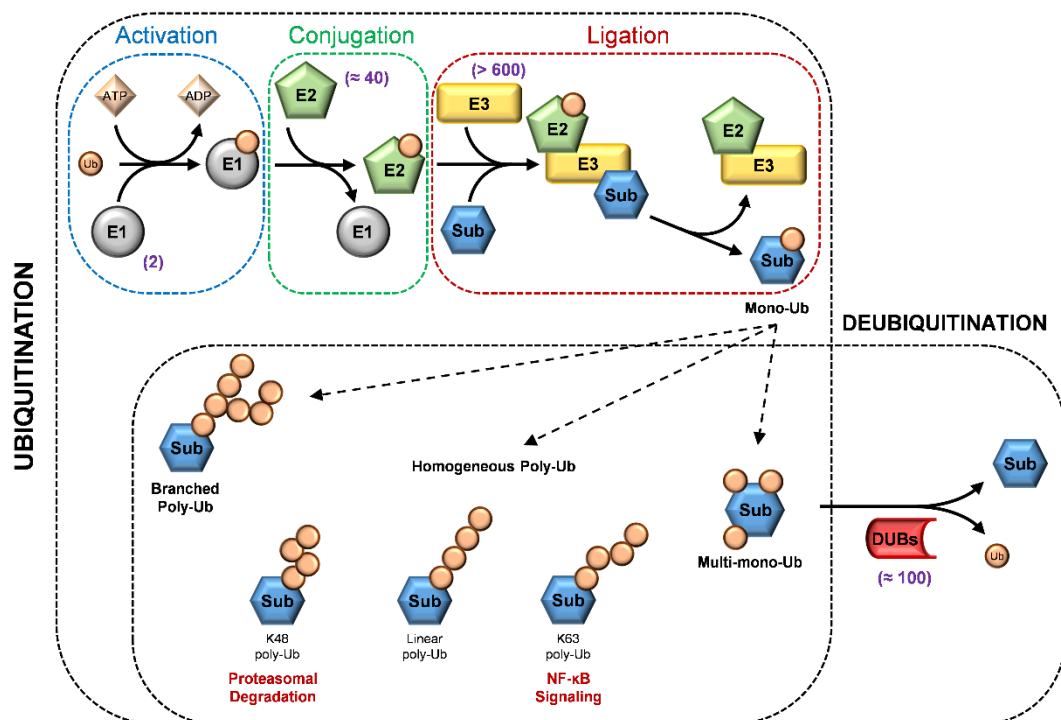 Activation
Conjugation
Ligation
ATP
ADP
Ub
E1
E1
(2)
E2
(≈ 40)
E2
E1
(> 600)
E3
E2
E3
Sub
Sub
E2
E3
Sub
Mono-Ub
UBIQUITINATION
DEUBIQUITINATION
Sub
Branched
Poly-Ub
Homogeneous Poly-Ub
Sub
K48
poly-Ub
Proteasomal
Degradation
Sub
Linear
poly-Ub
Sub
K63
poly-Ub
NF-κB
Signaling
Sub
Multi-mono-Ub
DUBs
(≈ 100)
Sub
Ub